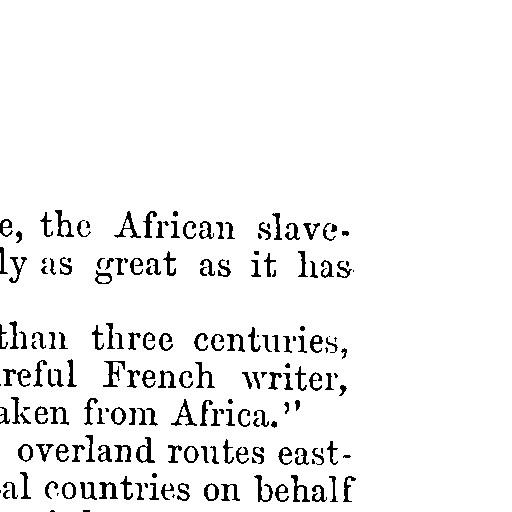 e, the African slave-
ly as great as it has
than three centuries,
areful French writer,
aken from Africa."
overland routes east-
al countries on behalf